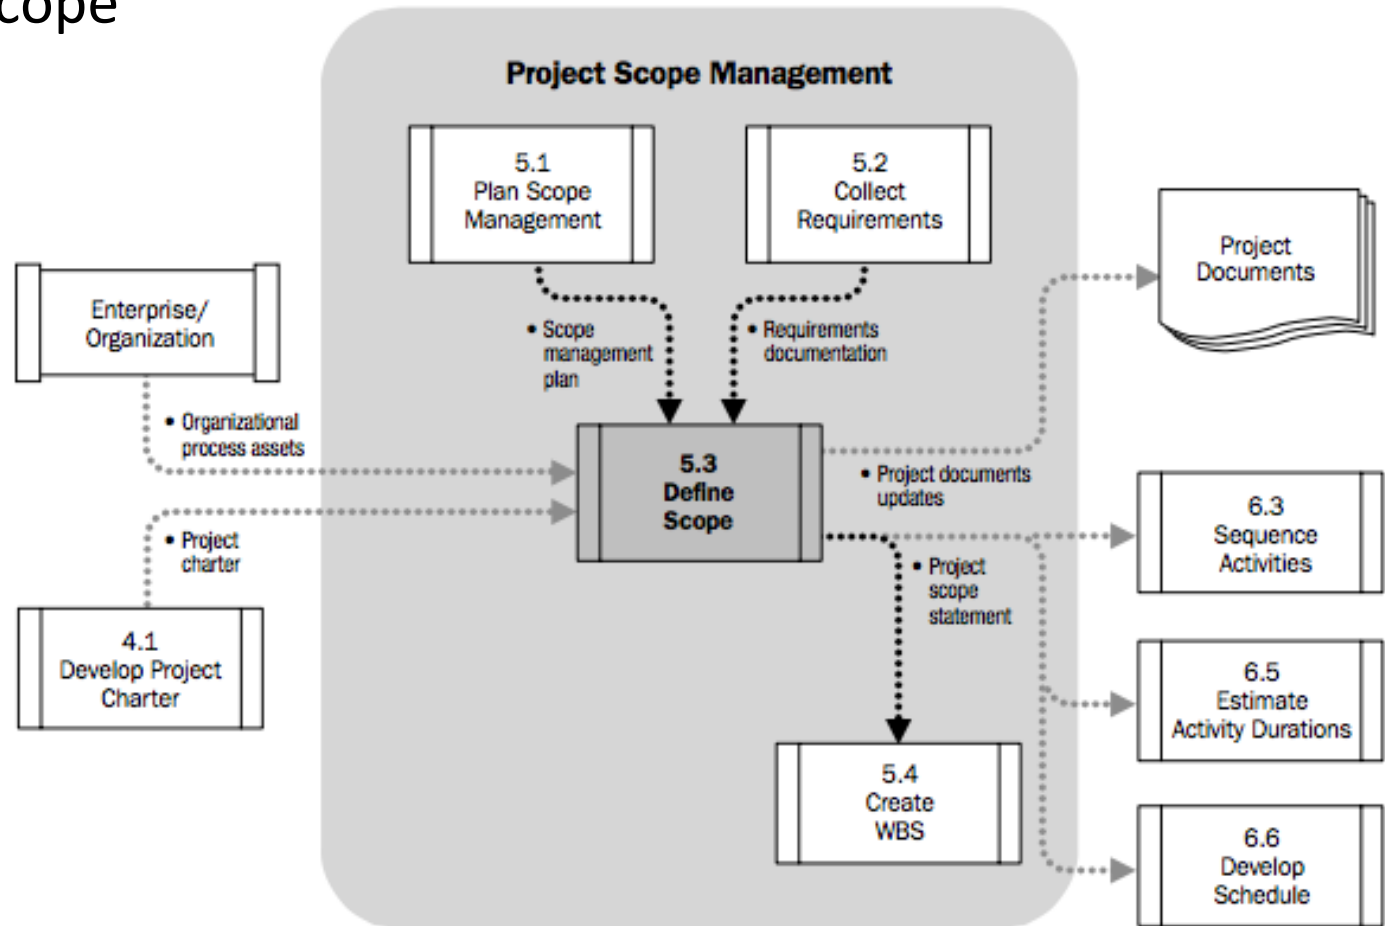 cope
Project Scope Management
5.1
Plan Scope
Management
5.2
Collect
Requirements
Project
Documents
Enterprise/
Organization
• Scope
management
plan
• Requirements
documentation
• Organizational
process assets
5.3
Define
Scope
• Project documents
updates
6.3
Sequence
Activities
• Project
charter
• Project
scope
statement
4.1
Develop Project
Charter
6.5
Estimate
Activity Durations
5.4
Create
WBS
6.6
Develop
Schedule